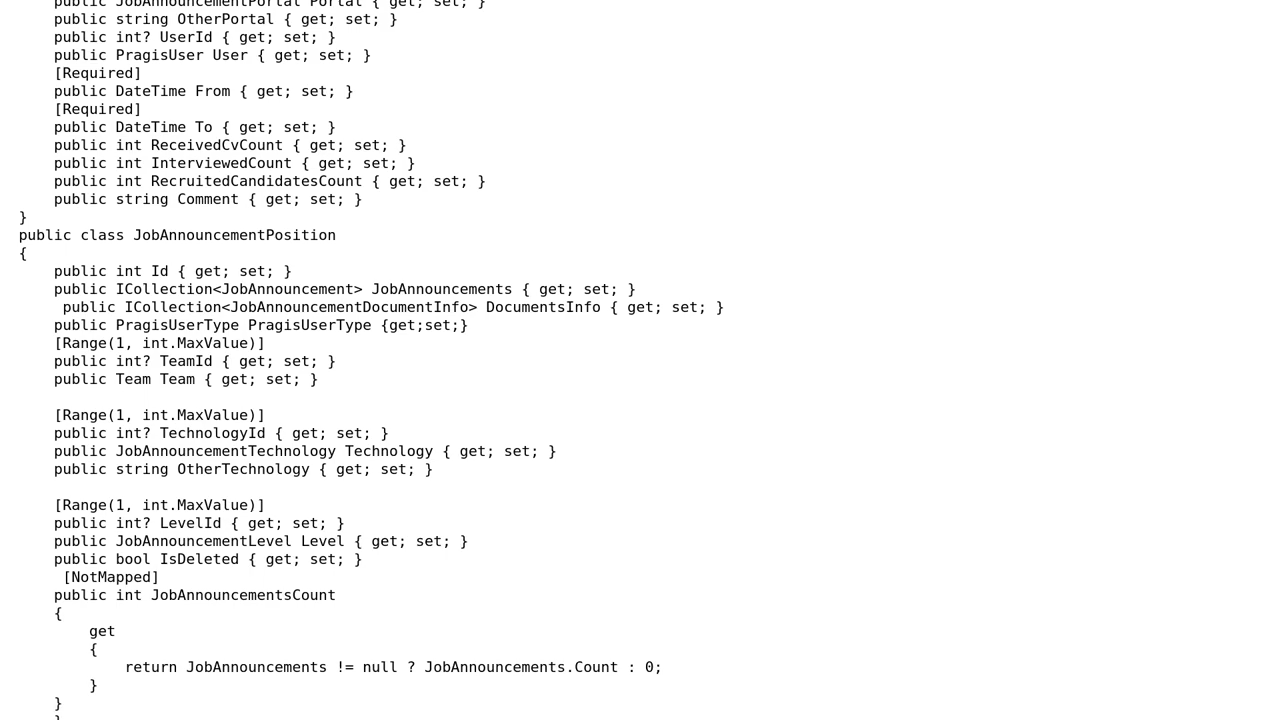 public JobAnnouncementPortal Portal { get; set; }
public string OtherPortal { get; set; }
public int? UserId { get; set; }
public PragisUser User { get; set; }
[Required]
public DateTime From { get; set; }
[Required]
public DateTime To { get; set; }
public int ReceivedCvCount { get; set; }
public int InterviewedCount { get; set; }
public int RecruitedCandidatesCount { get; set; }
public string Comment { get; set; }
}
public class JobAnnouncementPosition
{
public int Id { get; set; }
public ICollection<JobAnnouncement> JobAnnouncements { get; set; }
public ICollection<JobAnnouncementDocumentInfo> DocumentsInfo { get; set; }
public PragisUserType PragisUserType {get;set;}
[Range(1, int.MaxValue)]
public int? TeamId { get; set; }
public Team Team { get; set; }
[Range(1, int.MaxValue)]
public int? TechnologyId { get; set; }
public JobAnnouncementTechnology Technology { get; set; }
public string OtherTechnology { get; set; }
[Range(1, int.MaxValue)]
public int? LevelId { get; set; }
public JobAnnouncementLevel Level { get; set; }
public bool IsDeleted { get; set; }
[NotMapped]
public int JobAnnouncementsCount
{
get
{
return JobAnnouncements != null ? JobAnnouncements.Count : 0;
}
}
}